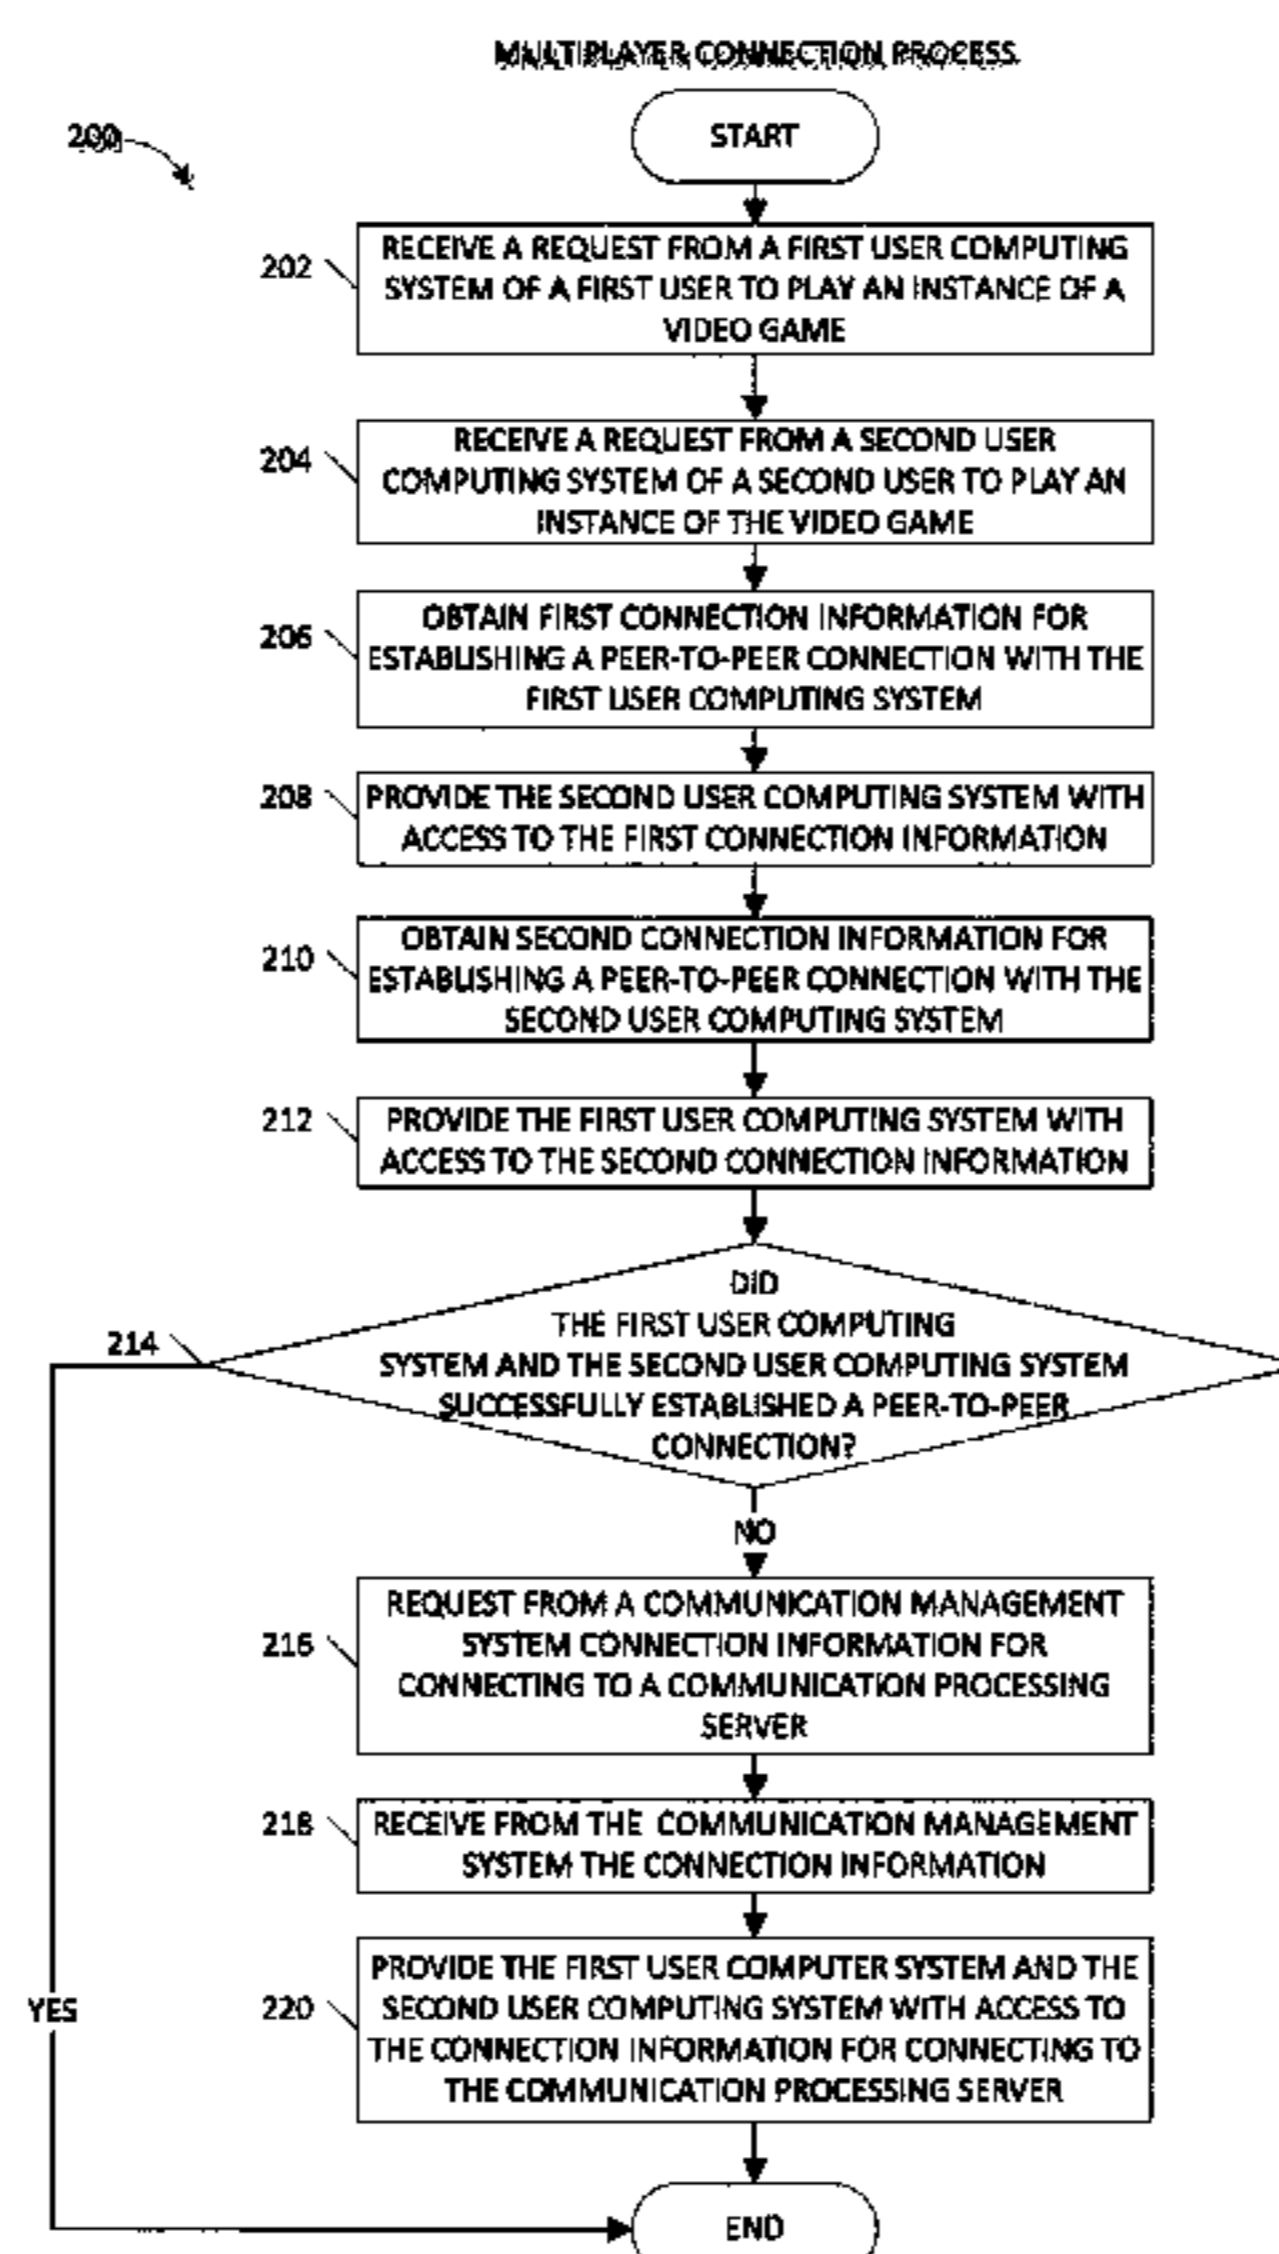 MULTIPLAYER CONNECTION PROCESS
START
200
202
RECEIVE A REQUEST FROM A FIRST USER COMPUTING
SYSTEM OF A FIRST USER TO PLAY AN INSTANCE OF A
VIDEO GAME
204
RECEIVE A REQUEST FROM A SECOND USER
COMPUTING SYSTEM OF A SECOND USER TO PLAY AN
INSTANCE OF THE VIDEO GAME
206
OBTAIN FIRST CONNECTION INFORMATION FOR
ESTABLISHING A PEER-TO-PEER CONNECTION WITH THE
FIRST USER COMPUTING SYSTEM
208
PROVIDE THE SECOND USER COMPUTING SYSTEM WITH
ACCESS TO THE FIRST CONNECTION INFORMATION
210
OBTAIN SECOND CONNECTION INFORMATION FOR
ESTABLISHING A PEER-TO-PEER CONNECTION WITH THE
SECOND USER COMPUTING SYSTEM
212
PROVIDE THE FIRST USER COMPUTING SYSTEM WITH
ACCESS TO THE SECOND CONNECTION INFORMATION
214
DID
THE FIRST USER COMPUTING
SYSTEM AND THE SECOND USER COMPUTING SYSTEM
SUCCESSFULLY ESTABLISHED A PEER-TO-PEER
CONNECTION?
NO
216
REQUEST FROM A COMMUNICATION MANAGEMENT
SYSTEM CONNECTION INFORMATION FOR
CONNECTING TO A COMMUNICATION PROCESSING
SERVER
218
RECEIVE FROM THE COMMUNICATION MANAGEMENT
SYSTEM THE CONNECTION INFORMATION
220
PROVIDE THE FIRST USER COMPUTER SYSTEM AND THE
SECOND USER COMPUTING SYSTEM WITH ACCESS TO
THE CONNECTION INFORMATION FOR CONNECTING TO
THE COMMUNICATION PROCESSING SERVER
YES
END